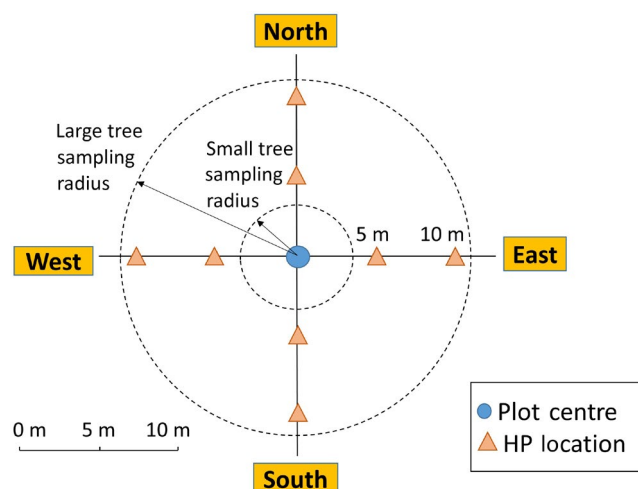 North
Large tree
sampling
radius
Small tree
sampling
radius
5 m
10 m
West
East
0 m
5 m
10 m
Plot centre
HP location
South